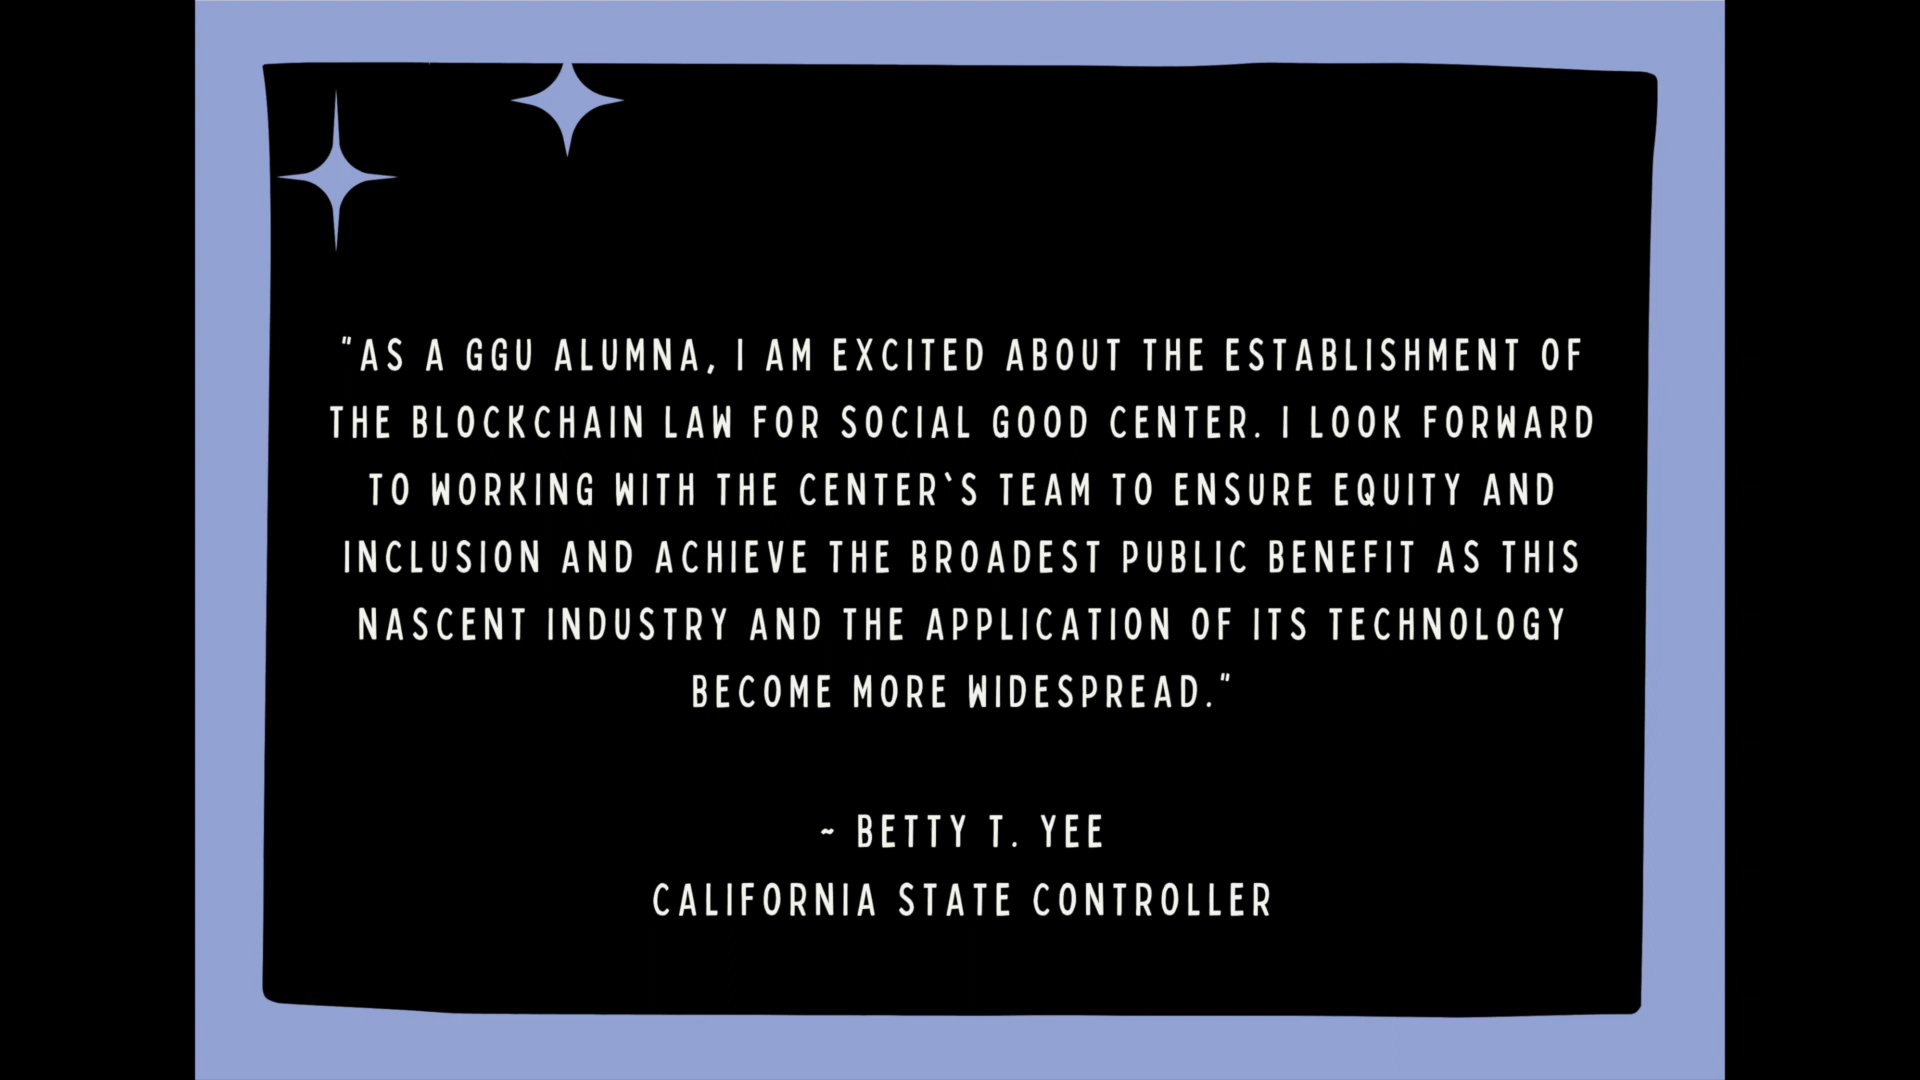 "AS A GGU ALUMNA, I AM EXCITED ABOUT THE ESTABLISHMENT OF
THE BLOCKCHAIN LAW FOR SOCIAL GOOD CENTER. I LOOK FORWARD
TO WORKING WITH THE CENTER`S TEAM TO ENSURE EQUITY AND
INCLUSION AND ACHIEVE THE BROADEST PUBLIC BENEFIT AS THIS
NASCENT INDUSTRY AND THE APPLICATION OF ITS TECHNOLOGY
BECOME MORE WIDESPREAD."
~ BETTY T. YEE
CALIFORNIA STATE CONTROLLER